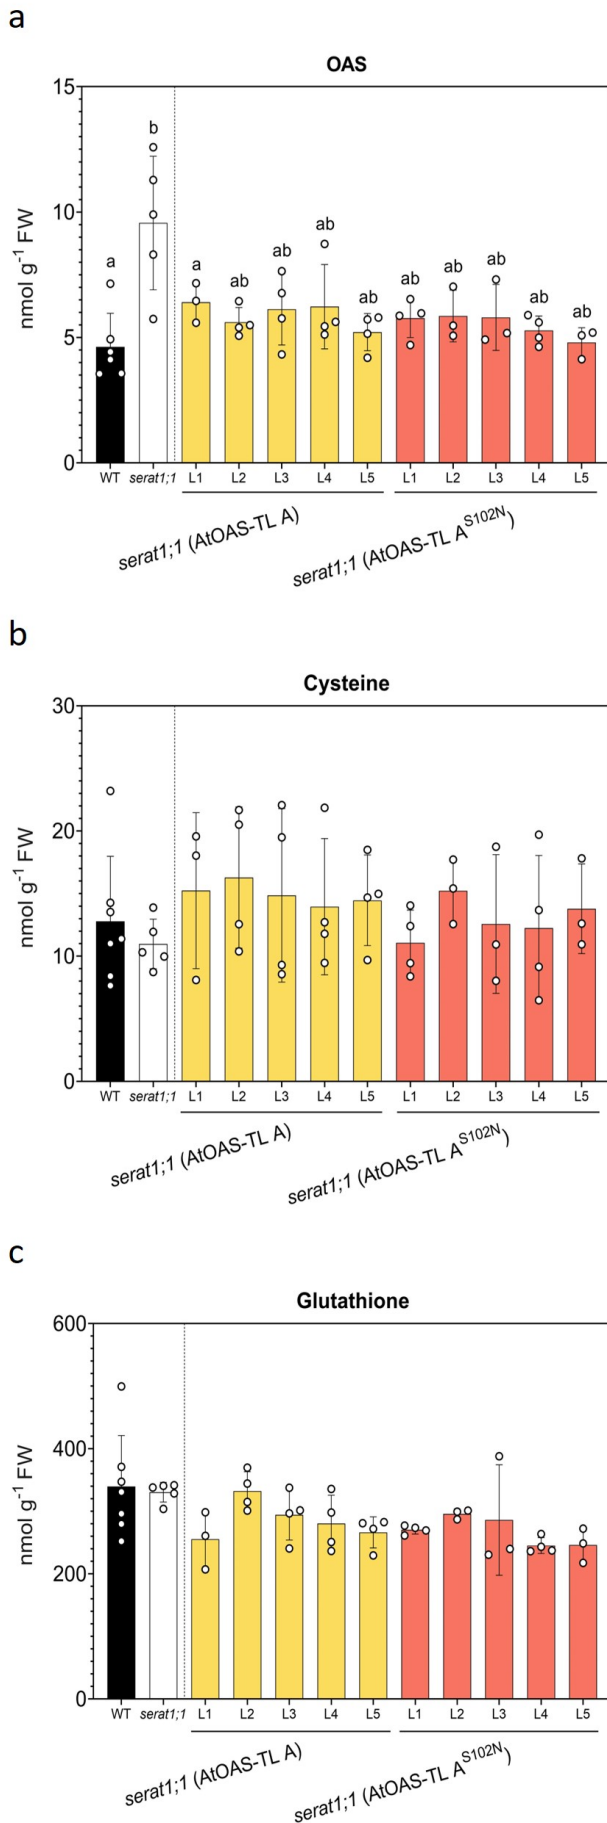 a
OAS
15
10
5
0
nmol g⁻¹ FW
a
b
a
ab
ab
ab
ab
ab
ab
ab
ab
ab
WT serat1;1 L1 L2 L3 L4 L5 L1 L2 L3 L4 L5
serat1;1 (AtOAS-TL A)
serat1;1 (AtOAS-TL A^S102N)
b
Cysteine
30
20
10
0
nmol g⁻¹ FW
WT serat1;1 L1 L2 L3 L4 L5 L1 L2 L3 L4 L5
serat1;1 (AtOAS-TL A)
serat1;1 (AtOAS-TL A^S102N)
c
Glutathione
600
400
200
0
nmol g⁻¹ FW
WT serat1;1 L1 L2 L3 L4 L5 L1 L2 L3 L4 L5
serat1;1 (AtOAS-TL A)
serat1;1 (AtOAS-TL A^S102N)